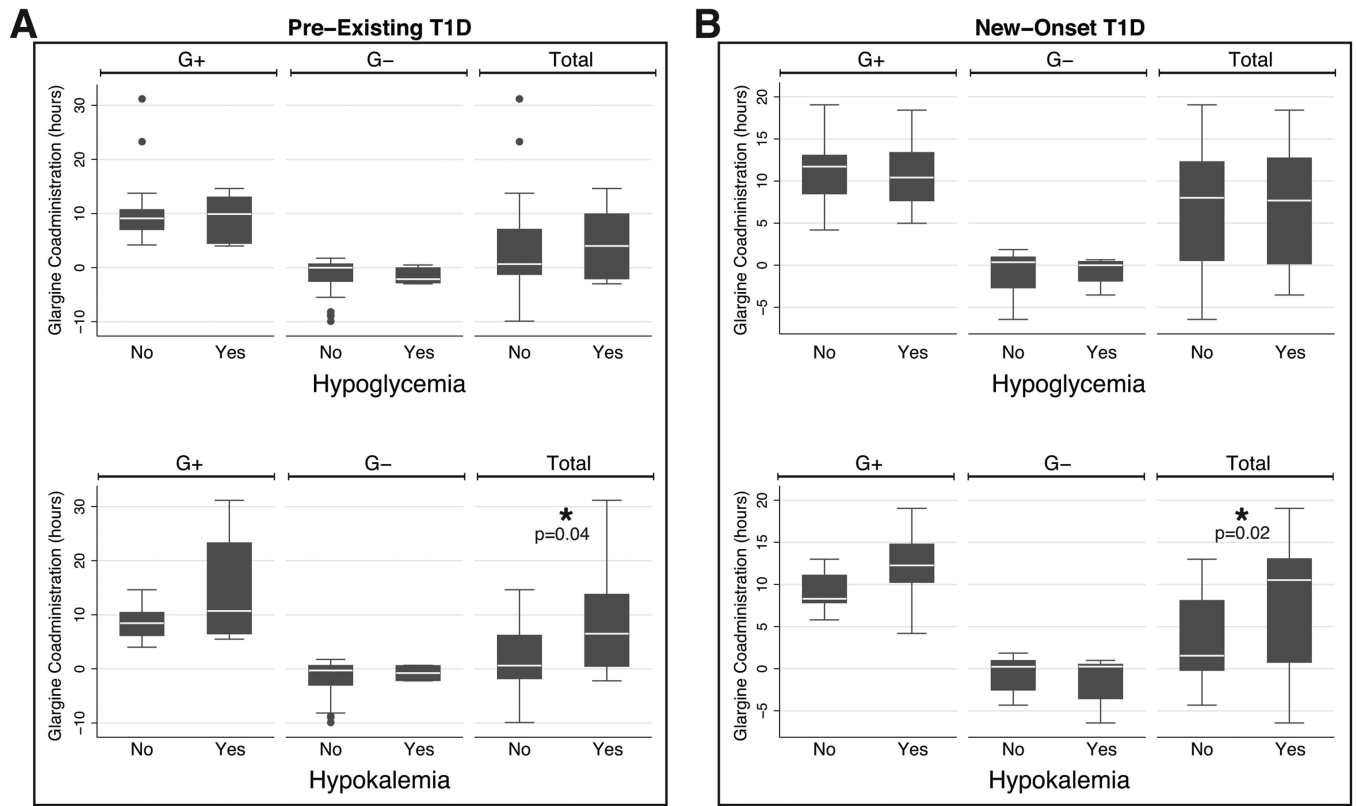 A
Pre–Existing T1D
G+ G– Total
Glargine Coadministration (hours)
30
20
10
0
–10
No Yes No Yes No Yes
Hypoglycemia
G+ G– Total
Glargine Coadministration (hours)
30
20
10
0
–10
* p=0.04
No Yes No Yes No Yes
Hypokalemia
B
New–Onset T1D
G+ G– Total
Glargine Coadministration (hours)
20
15
10
5
0
–5
No Yes No Yes No Yes
Hypoglycemia
G+ G– Total
Glargine Coadministration (hours)
20
15
10
5
0
–5
* p=0.02
No Yes No Yes No Yes
Hypokalemia